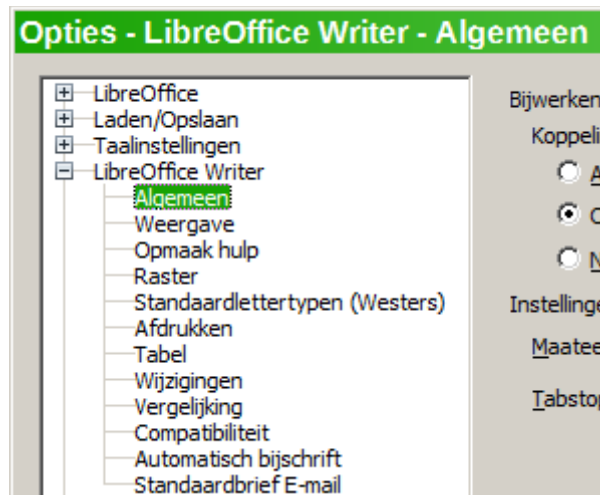 Opties - LibreOffice Writer - Algemeen
LibreOffice
Laden/Opslaan
Taalinstellingen
LibreOffice Writer
Algemeen
Weergave
Opmaak hulp
Raster
Standaardlettertypen (Westers)
Afdrukken
Tabel
Wijzigingen
Vergelijking
Compatibiliteit
Automatisch bijschrift
Standaardbrief E-mail
Bijwerken